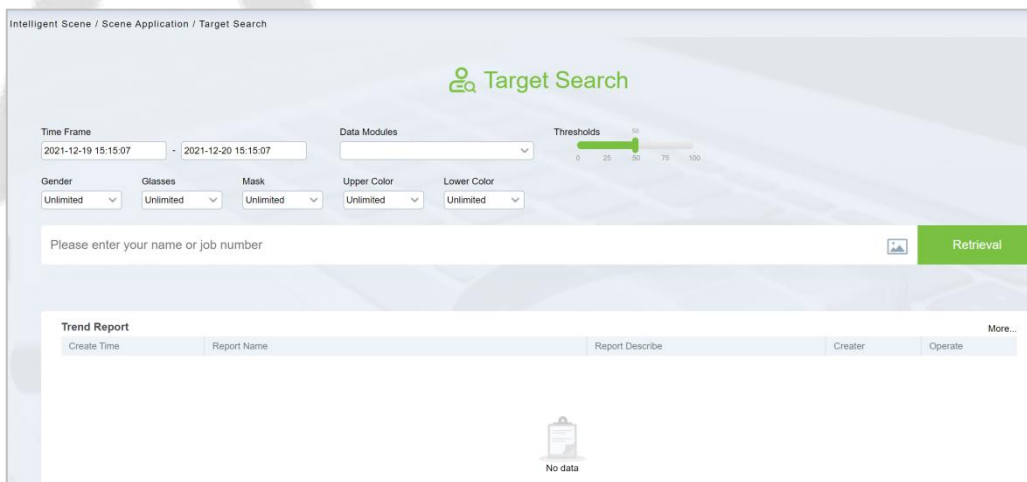 Intelligent Scene / Scene Application / Target Search
Target Search
Time Frame Data Modules Thresholds 50
2021-12-19 15:15:07 - 2021-12-20 15:15:07
0 25 50 75 100
Gender Glasses Mask Upper Color Lower Color
Unlimited Unlimited Unlimited Unlimited Unlimited
Please enter your name or job number Retrieval
Trend Report More...
Create Time Report Name Report Describe Creater Operate
No data